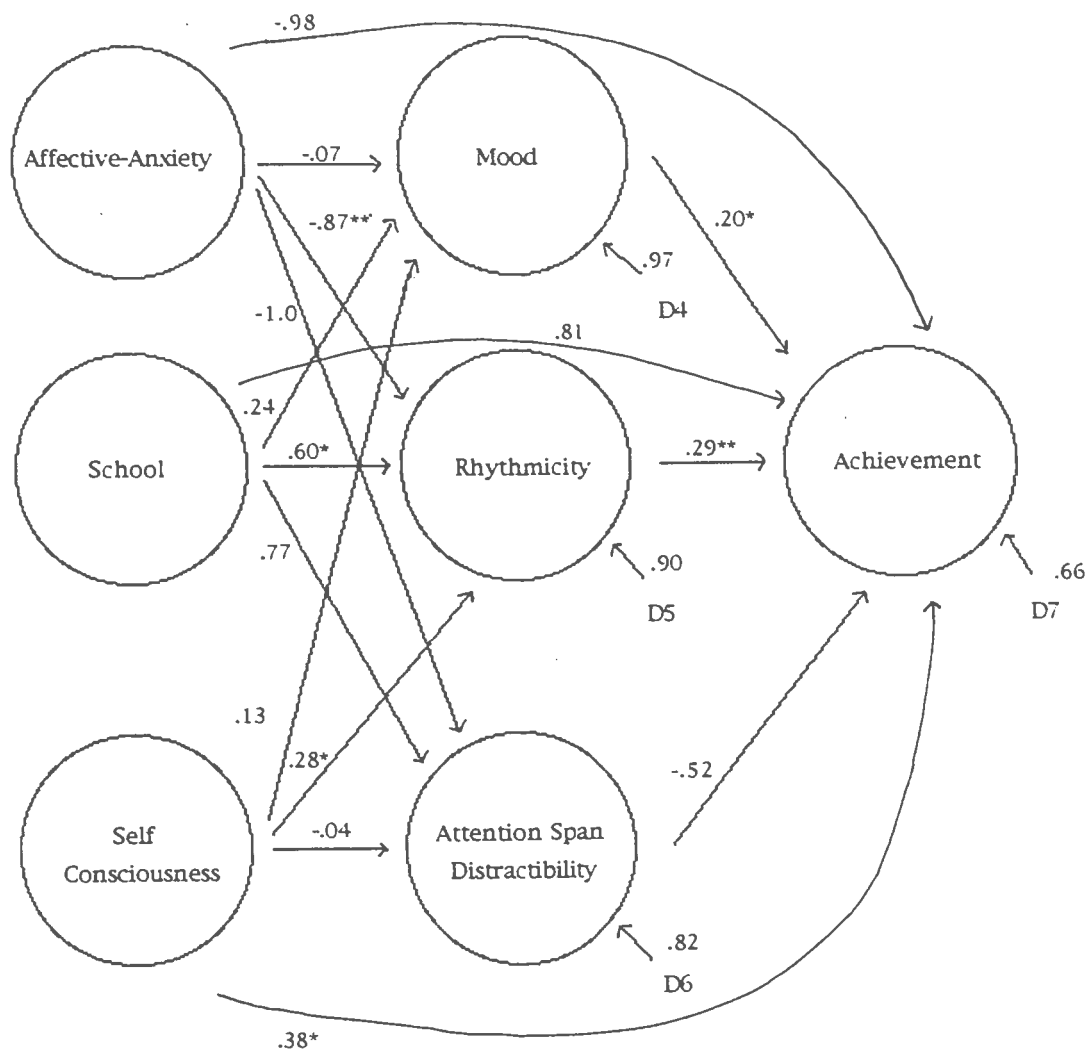 -.98
Affective-Anxiety
-.07
Mood
-.87**
.20*
.97
D4
-1.0
.81
.24
School
.60*
Rhythmicity
.29**
Achievement
.77
.90
D5
.66
D7
.13
.28*
-.52
Self
Consciousness
-.04
Attention Span
Distractibility
.82
D6
.38*